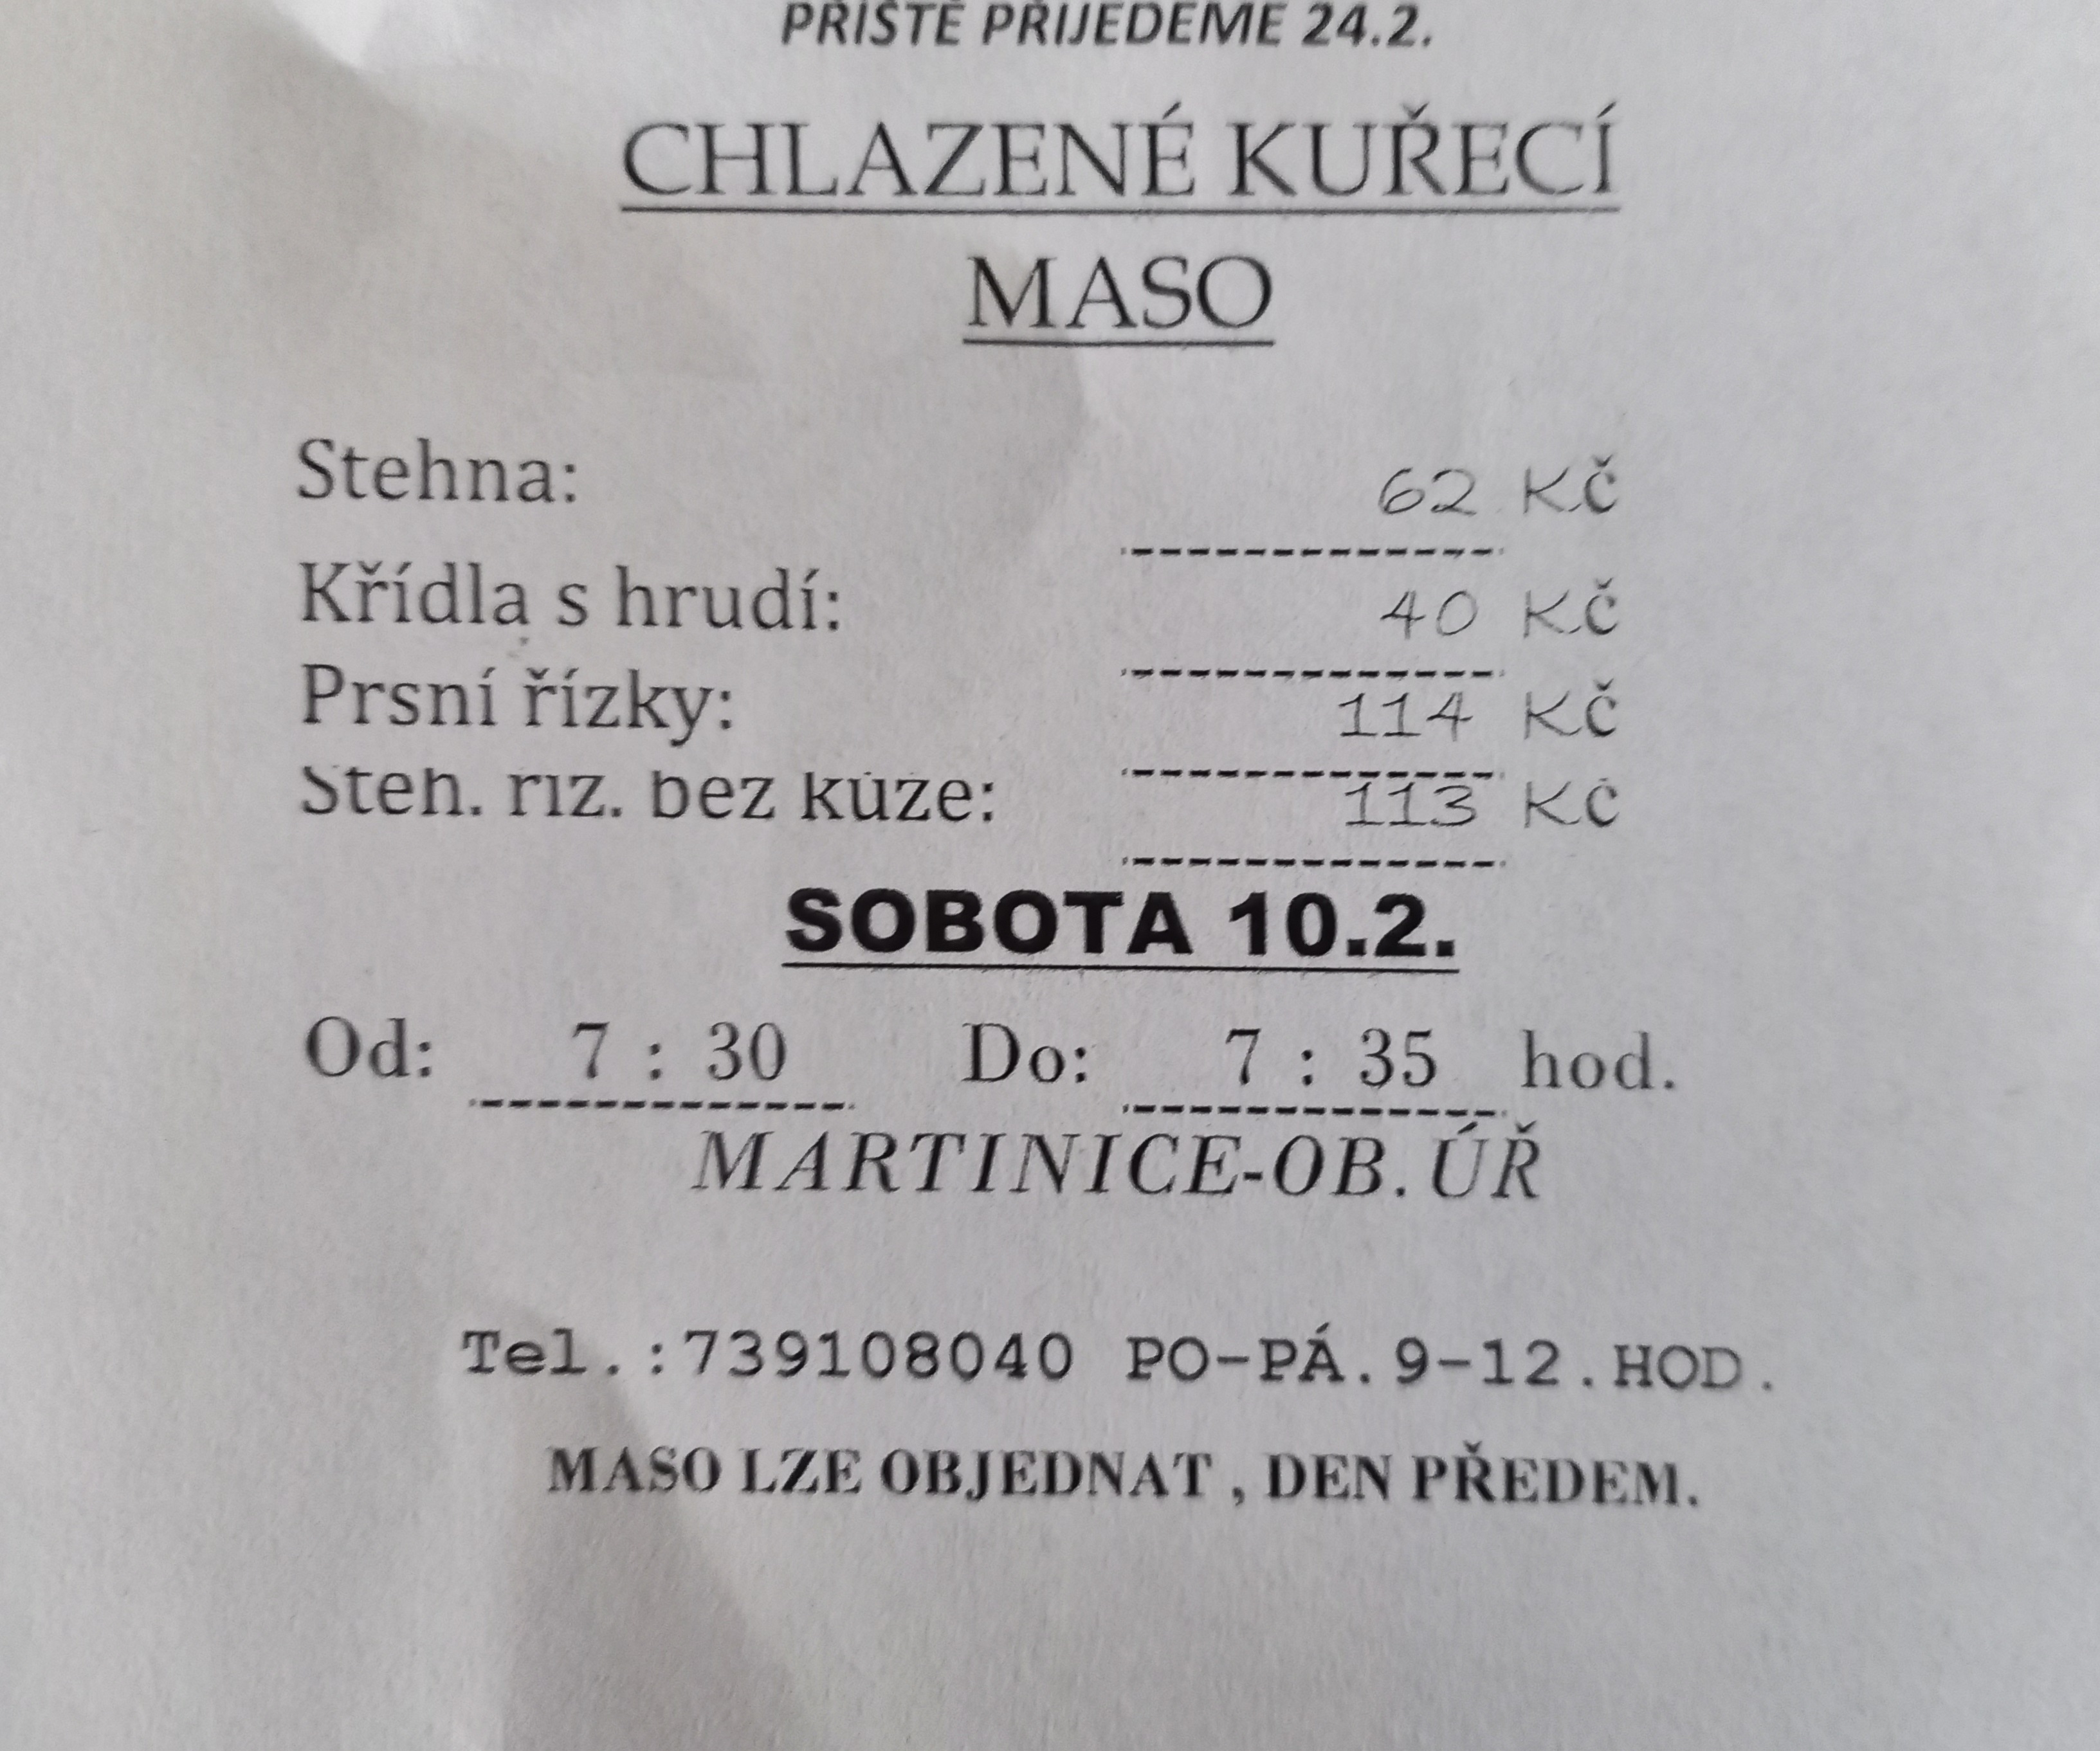 PŘÍŠTĚ PŘIJEDEME 24.2.
CHLAZENÉ KUŘECÍ
MASO
Stehna: 62 Kč
Křídla s hrudí: 40 Kč
Prsní řízky: 114 Kč
Steh. říz. bez kůže: 113 Kč
SOBOTA 10.2.
Od: 7 : 30 Do: 7 : 35 hod.
MARTINICE-OB.ÚŘ
Tel.:739108040 PO-PÁ.9-12.HOD.
MASO LZE OBJEDNAT , DEN PŘEDEM.